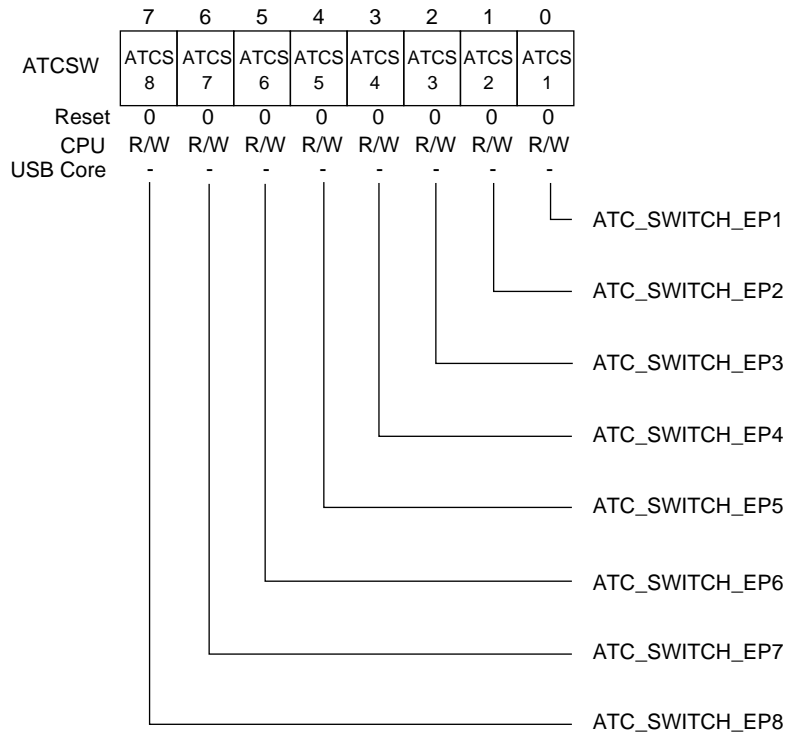 7 6 5 4 3 2 1 0
ATCSW ATCS 8 ATCS 7 ATCS 6 ATCS 5 ATCS 4 ATCS 3 ATCS 2 ATCS 1
Reset 0 0 0 0 0 0 0 0
CPU R/W R/W R/W R/W R/W R/W R/W R/W
USB Core - - - - - - - -
ATC_SWITCH_EP1
ATC_SWITCH_EP2
ATC_SWITCH_EP3
ATC_SWITCH_EP4
ATC_SWITCH_EP5
ATC_SWITCH_EP6
ATC_SWITCH_EP7
ATC_SWITCH_EP8